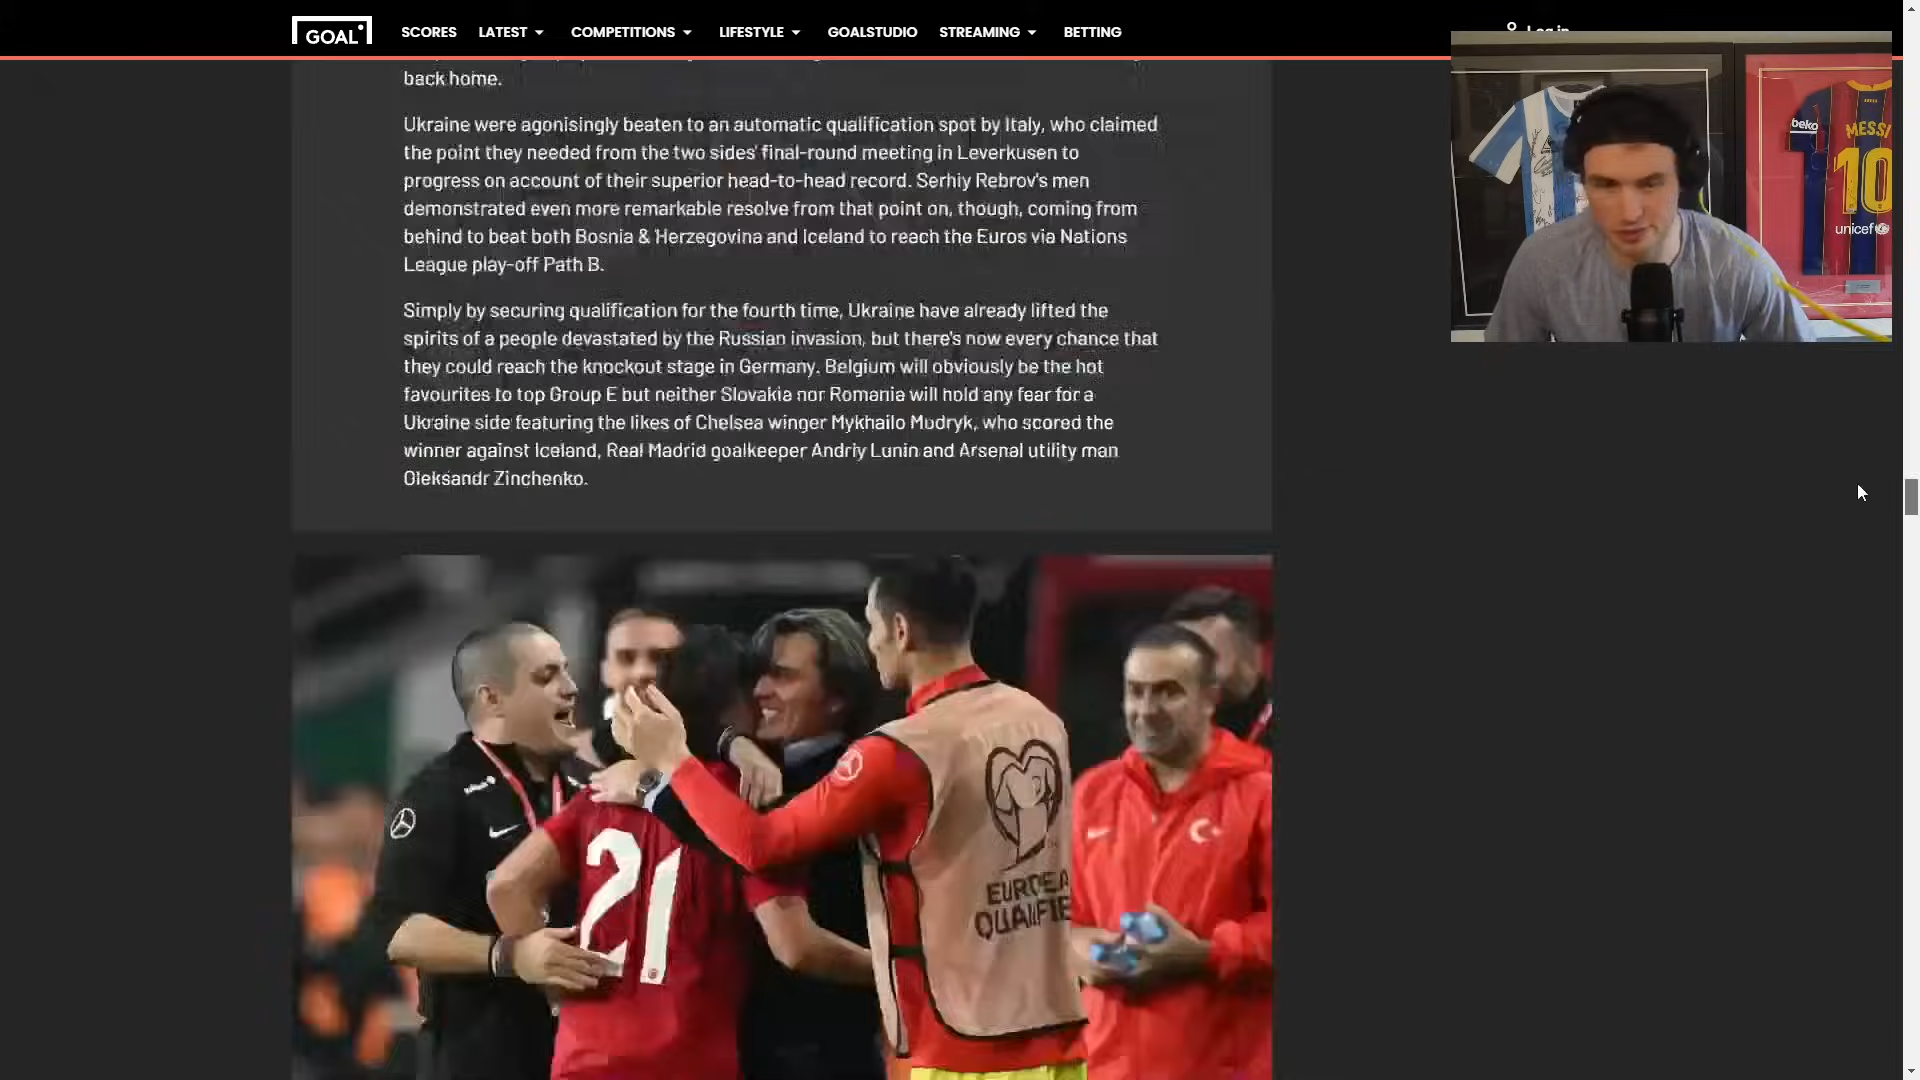 GOAL
SCORES LATEST COMPETITIONS LIFESTYLE GOALSTUDIO STREAMING BETTING
Log in
back home.
Ukraine were agonisingly beaten to an automatic qualification spot by Italy, who claimed
the point they needed from the two sides' final-round meeting in Leverkusen to
progress on account of their superior head-to-head record. Serhiy Rebrov's men
demonstrated even more remarkable resolve from that point on, though, coming from
behind to beat both Bosnia & Herzegovina and Iceland to reach the Euros via Nations
League play-off Path B.
Simply by securing qualification for the fourth time, Ukraine have already lifted the
spirits of a people devastated by the Russian invasion, but there's now every chance that
they could reach the knockout stage in Germany. Belgium will obviously be the hot
favourites to top Group E but neither Slovakia nor Romania will hold any fear for a
Ukraine side featuring the likes of Chelsea winger Mykhailo Mudryk, who scored the
winner against Iceland, Real Madrid goalkeeper Andriy Lunin and Arsenal utility man
Oleksandr Zinchenko.
beko
MESSI
10
unicef
21
EUROPEA
QUALIFIE